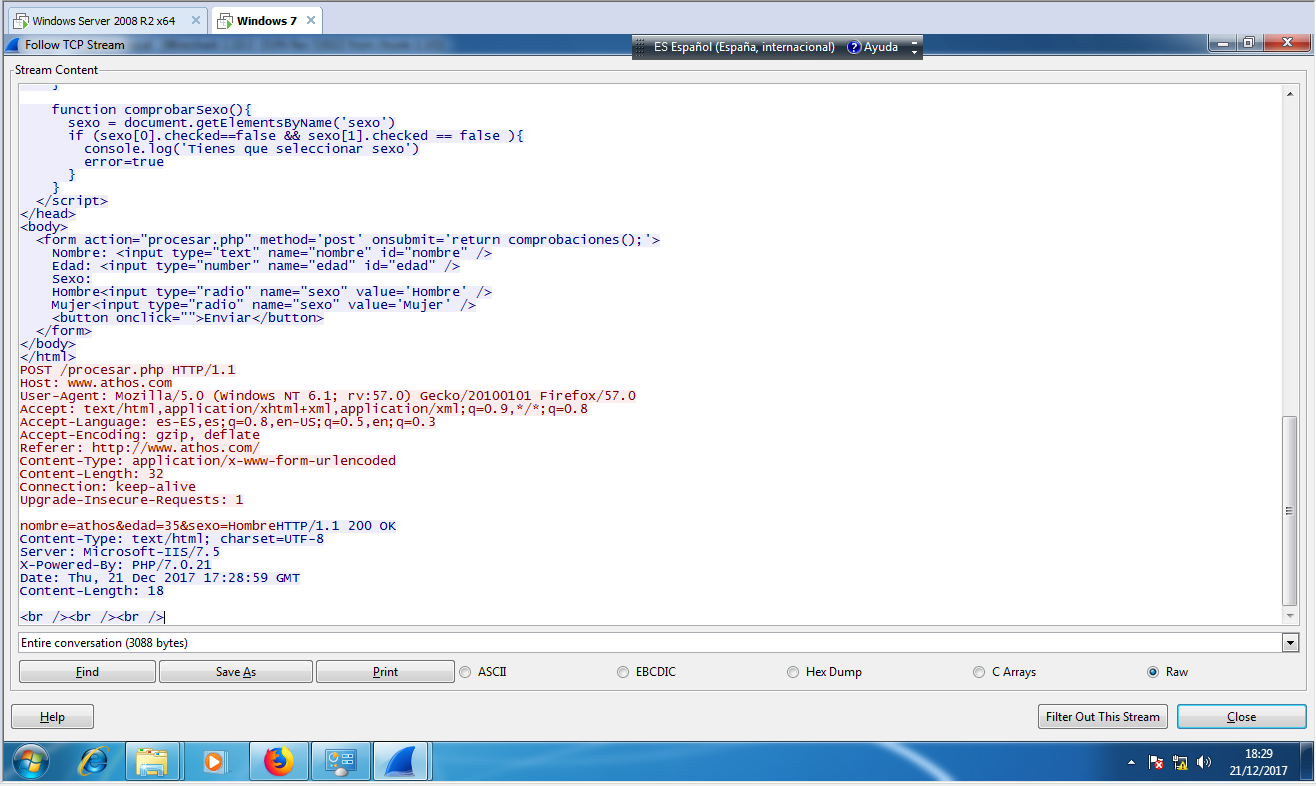 Windows Server 2008 R2 x64
Windows 7
Follow TCP Stream
ES Español (España, internacional)
Ayuda
Stream Content
}
function comprobarSexo(){
sexo = document.getElementsByName('sexo')
if (sexo[0].checked==false && sexo[1].checked == false ){
console.log('Tienes que seleccionar sexo')
error=true
}
}
</script>
</head>
<body>
<form action="procesar.php" method='post' onsubmit='return comprobaciones();'>
Nombre: <input type="text" name="nombre" id="nombre" />
Edad: <input type="number" name="edad" id="edad" />
Sexo:
Hombre<input type="radio" name="sexo" value='Hombre' />
Mujer<input type="radio" name="sexo" value='Mujer' />
<button onclick="">Enviar</button>
</form>
</body>
</html>
POST /procesar.php HTTP/1.1
Host: www.athos.com
User-Agent: Mozilla/5.0 (Windows NT 6.1; rv:57.0) Gecko/20100101 Firefox/57.0
Accept: text/html,application/xhtml+xml,application/xml;q=0.9,*/*;q=0.8
Accept-Language: es-ES,es;q=0.8,en-US;q=0.5,en;q=0.3
Accept-Encoding: gzip, deflate
Referer: http://www.athos.com/
Content-Type: application/x-www-form-urlencoded
Content-Length: 32
Connection: keep-alive
Upgrade-Insecure-Requests: 1
nombre=athos&edad=35&sexo=HombreHTTP/1.1 200 OK
Content-Type: text/html; charset=UTF-8
Server: Microsoft-IIS/7.5
X-Powered-By: PHP/7.0.21
Date: Thu, 21 Dec 2017 17:28:59 GMT
Content-Length: 18
<br /><br /><br />
Entire conversation (3088 bytes)
Find
Save As
Print
ASCII
EBCDIC
Hex Dump
C Arrays
Raw
Help
Filter Out This Stream
Close
18:29
21/12/2017